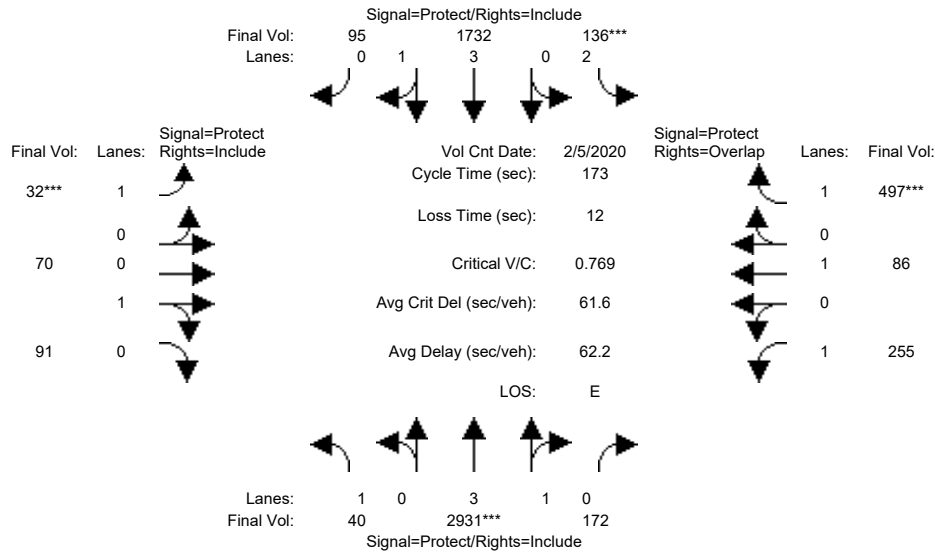 Signal=Protect/Rights=Include
Final Vol: 95 1732 136***
Lanes: 0 1 3 0 2
Signal=Protect Signal=Protect
Final Vol: Lanes: Rights=Include Vol Cnt Date: 2/5/2020 Rights=Overlap Lanes: Final Vol:
Cycle Time (sec): 173
32*** 1 1 497***
Loss Time (sec): 12
0 0
70 0 Critical V/C: 0.769 1 86
1 Avg Crit Del (sec/veh): 61.6 0
91 0 Avg Delay (sec/veh): 62.2 1 255
LOS: E
Lanes: 1 0 3 1 0
Final Vol: 40 2931*** 172
Signal=Protect/Rights=Include